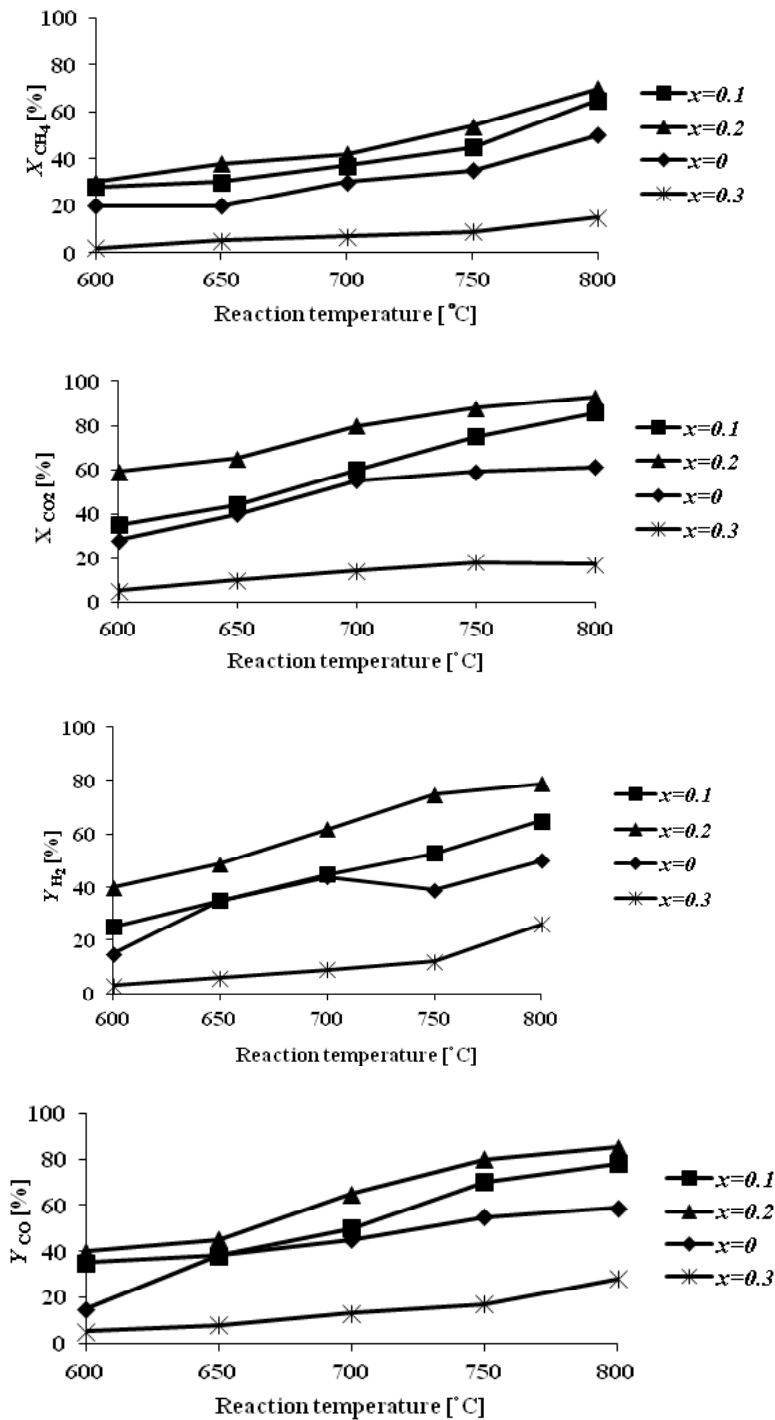 100
80
60
40
20
0
X CH4 [%]
600 650 700 750 800
Reaction temperature [°C]
x=0.1
x=0.2
x=0
x=0.3
100
80
60
40
20
0
X CO2 [%]
600 650 700 750 800
Reaction temperature [°C]
x=0.1
x=0.2
x=0
x=0.3
100
80
60
40
20
0
Y H2 [%]
600 650 700 750 800
Reaction temperature [°C]
x=0.1
x=0.2
x=0
x=0.3
100
80
60
40
20
0
Y CO [%]
600 650 700 750 800
Reaction temperature [°C]
x=0.1
x=0.2
x=0
x=0.3